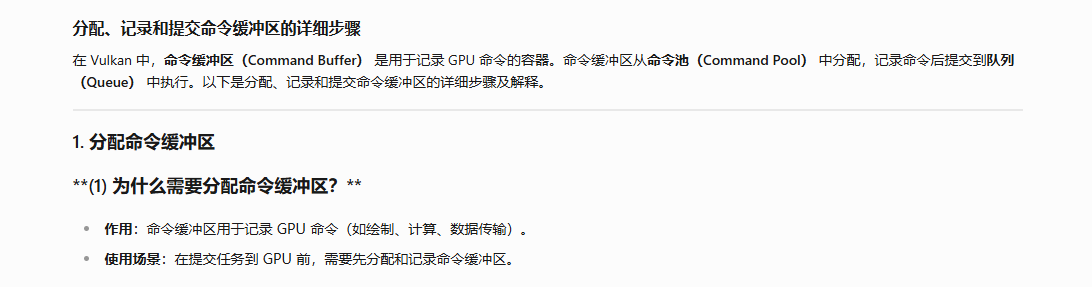 分配、记录和提交命令缓冲区的详细步骤
在 Vulkan 中，命令缓冲区（Command Buffer） 是用于记录 GPU 命令的容器。命令缓冲区从命令池（Command Pool） 中分配，记录命令后提交到队列
（Queue） 中执行。以下是分配、记录和提交命令缓冲区的详细步骤及解释。
1. 分配命令缓冲区
**(1) 为什么需要分配命令缓冲区？**
• 作用：命令缓冲区用于记录 GPU 命令（如绘制、计算、数据传输）。
• 使用场景：在提交任务到 GPU 前，需要先分配和记录命令缓冲区。